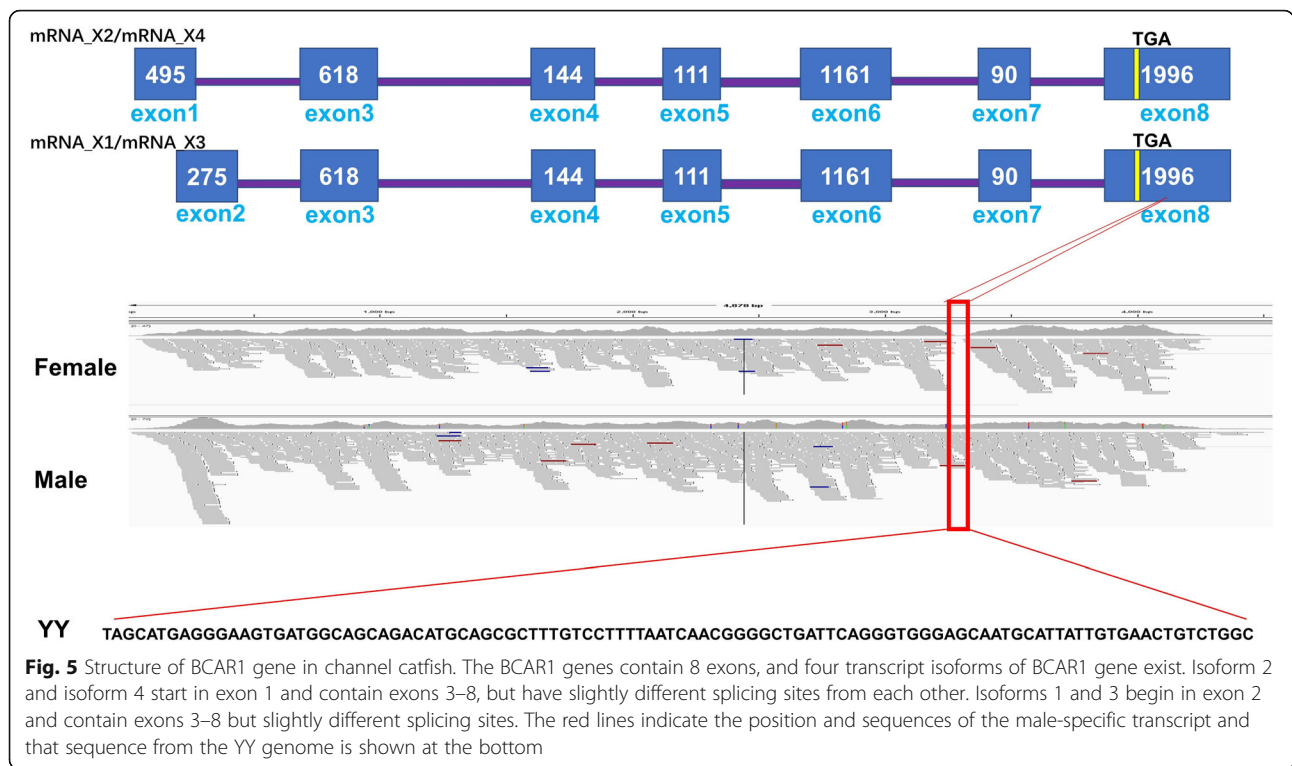 mRNA_X2/mRNA_X4
TGA
495 618 144 111 1161 90 1996
exon1 exon3 exon4 exon5 exon6 exon7 exon8
mRNA_X1/mRNA_X3
TGA
275 618 144 111 1161 90 1996
exon2 exon3 exon4 exon5 exon6 exon7 exon8
4,878 bp
1,000 bp 2,000 bp 3,000 bp 4,000 bp
Female
Male
YY TAGCATGAGGGAAGTGATGGCAGCAGACATGCAGCGCTTTGTCCTTTTAATCAACGGGGCTGATTCAGGGTGGGAGCAATGCATTATTGTGAACTGTCTGGC
Fig. 5 Structure of BCAR1 gene in channel catfish. The BCAR1 genes contain 8 exons, and four transcript isoforms of BCAR1 gene exist. Isoform 2
and isoform 4 start in exon 1 and contain exons 3–8, but have slightly different splicing sites from each other. Isoforms 1 and 3 begin in exon 2
and contain exons 3–8 but slightly different splicing sites. The red lines indicate the position and sequences of the male-specific transcript and
that sequence from the YY genome is shown at the bottom